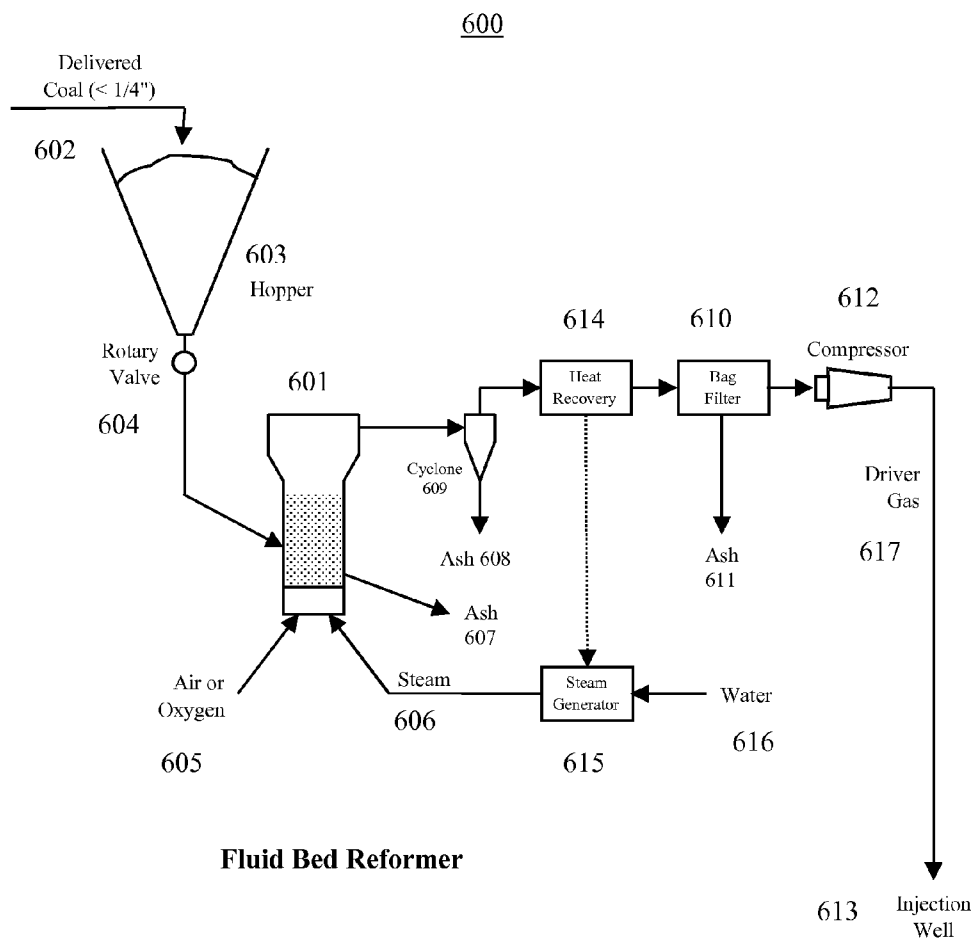 600
Delivered
Coal (< 1/4")
602
603
Hopper
Rotary
Valve
604
601
Cyclone
609
Ash 608
614
Heat
Recovery
610
Bag
Filter
612
Compressor
Ash
611
Driver
Gas
617
Ash
607
Air or
Oxygen
605
Steam
606
Steam
Generator
615
Water
616
Fluid Bed Reformer
613
Injection
Well